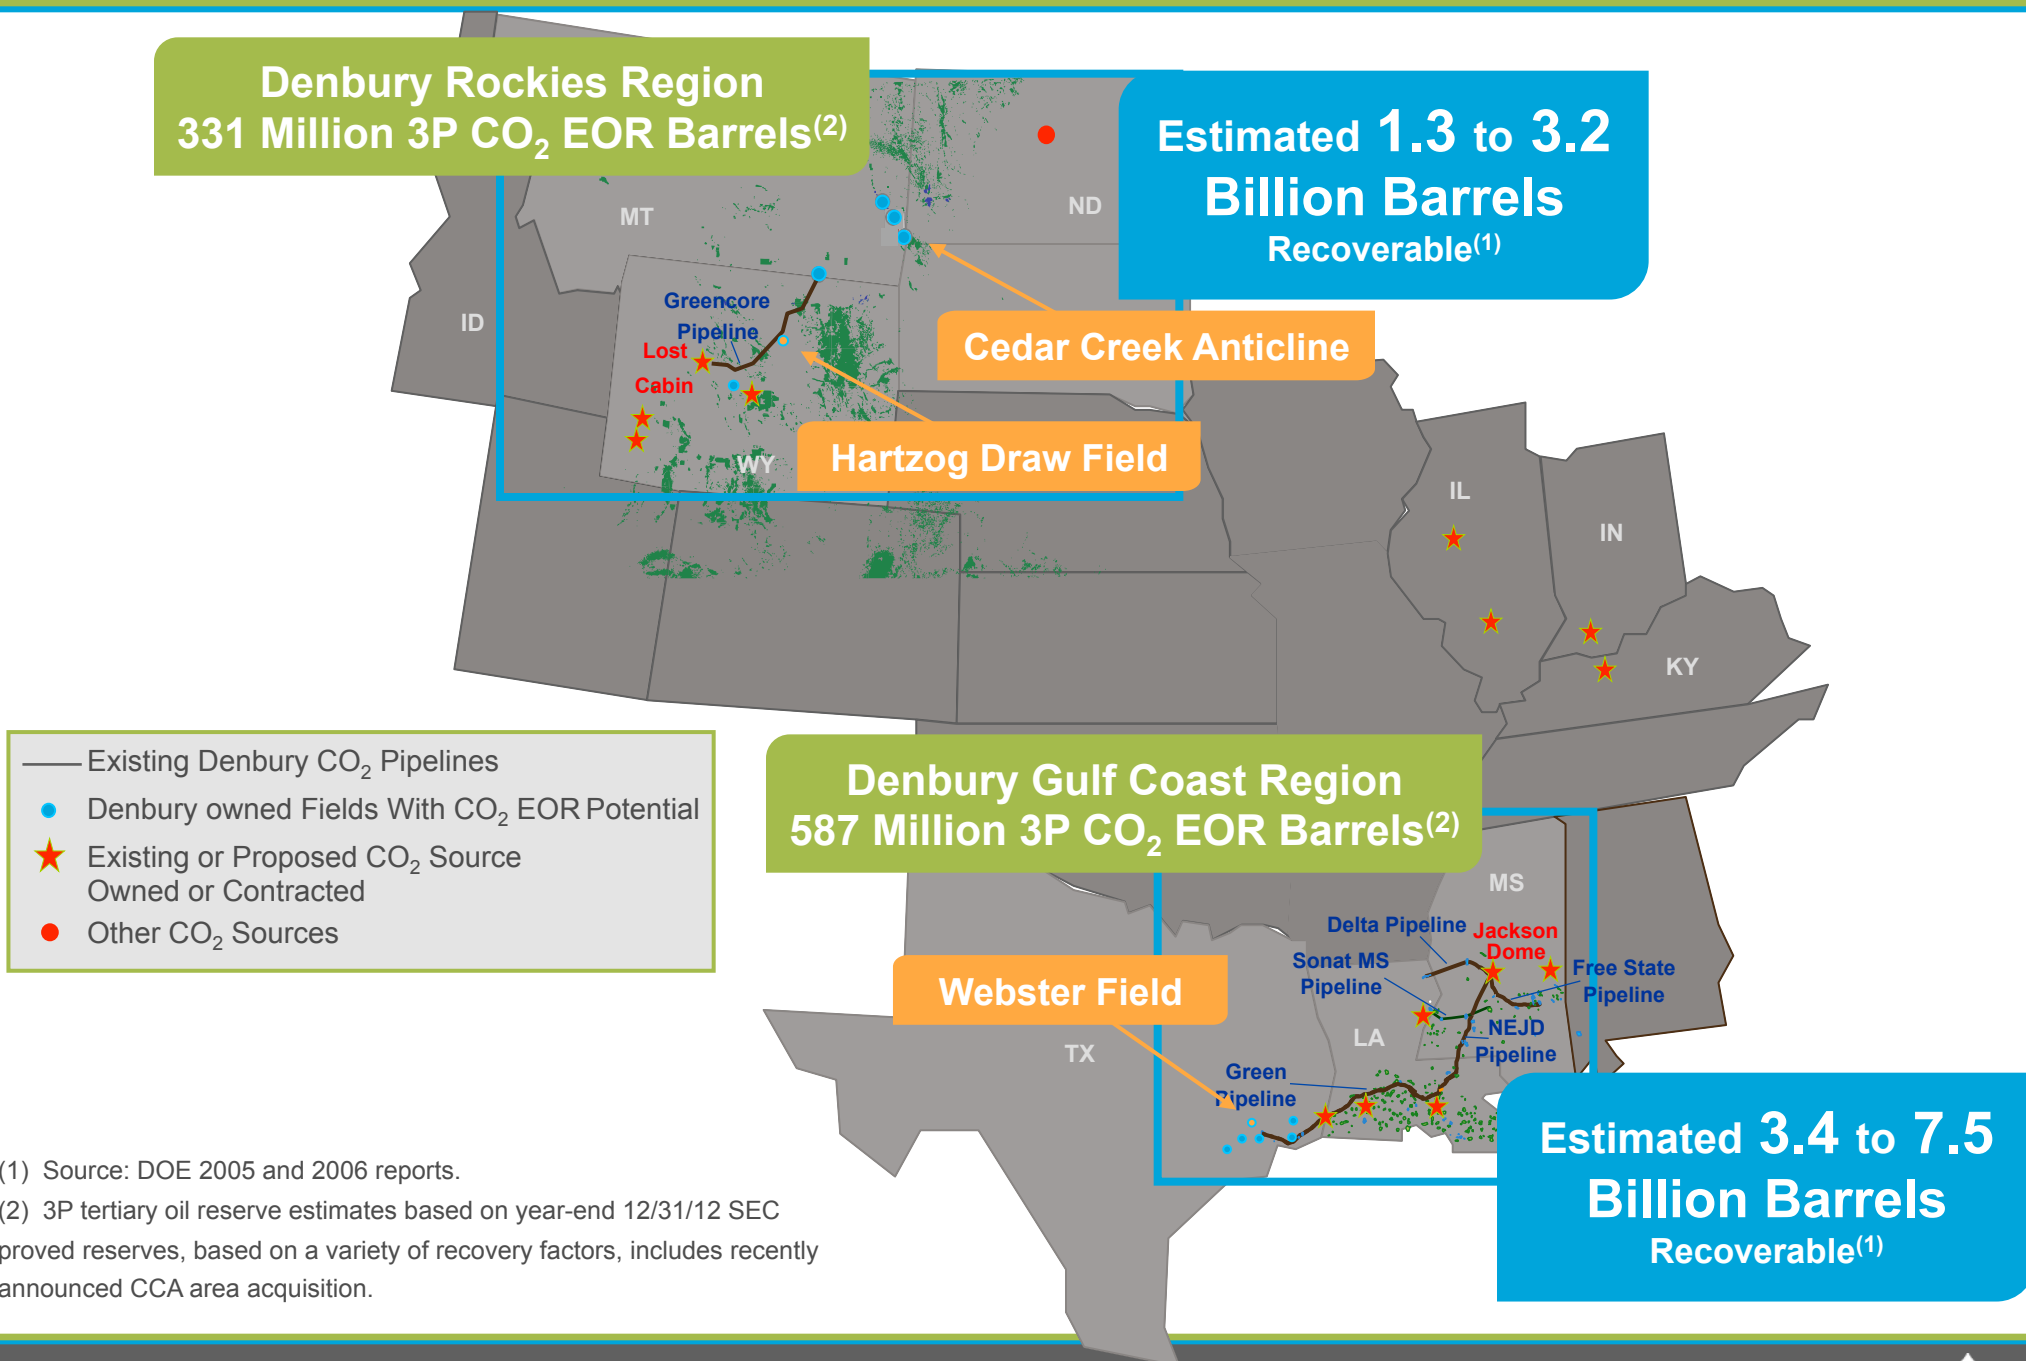 Denbury Rockies Region
331 Million 3P CO₂ EOR Barrels(2)
Estimated 1.3 to 3.2
Billion Barrels
Recoverable(1)
MT
ND
ID
Greencore
Pipeline
Lost
Cabin
Cedar Creek Anticline
Hartzog Draw Field
WY
IL
IN
KY
Existing Denbury CO₂ Pipelines
Denbury owned Fields With CO₂ EOR Potential
Existing or Proposed CO₂ Source
Owned or Contracted
Other CO₂ Sources
Denbury Gulf Coast Region
587 Million 3P CO₂ EOR Barrels(2)
MS
Delta Pipeline
Jackson
Dome
Sonat MS
Pipeline
Free State
Pipeline
Webster Field
NEJD
Pipeline
LA
TX
Green
Pipeline
Estimated 3.4 to 7.5
Billion Barrels
Recoverable(1)
(1) Source: DOE 2005 and 2006 reports.
(2) 3P tertiary oil reserve estimates based on year-end 12/31/12 SEC
proved reserves, based on a variety of recovery factors, includes recently
announced CCA area acquisition.